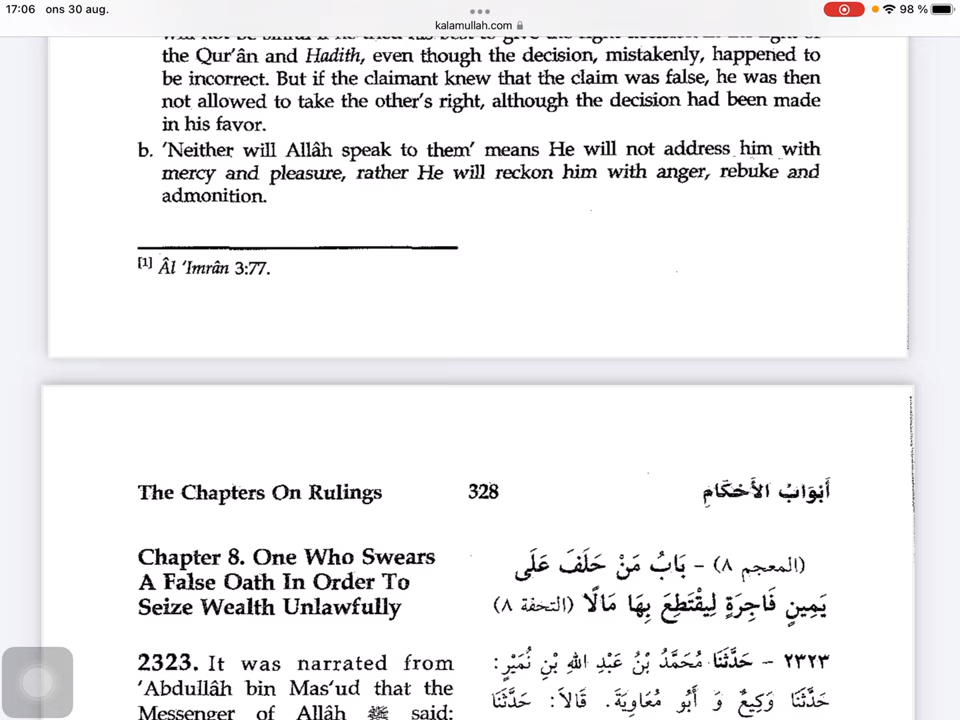 17:06 ons 30 aug.
98 %
kalamullah.com
the Qur'ân and Hadith, even though the decision, mistakenly, happened to
be incorrect. But if the claimant knew that the claim was false, he was then
not allowed to take the other's right, although the decision had been made
in his favor.
b. 'Neither will Allâh speak to them' means He will not address him with
mercy and pleasure, rather He will reckon him with anger, rebuke and
admonition.
[1] Âl 'Imrân 3:77.
The Chapters On Rulings 328 أَبْوَابُ الأَحْكَامِ
Chapter 8. One Who Swears
A False Oath In Order To
Seize Wealth Unlawfully
(المعجم ٨) - بَابُ مَنْ حَلَفَ عَلَى
يَمِينٍ فَاجِرَةٍ لِيَقْتَطِعَ بِهَا مَالًا (التحفة ٨)
2323. It was narrated from
'Abdullâh bin Mas'ud that the
Messenger of Allâh ﷺ said:
٢٣٢٣ - حَدَّثَنَا مُحَمَّدُ بْنُ عَبْدِ اللهِ بْنِ نُمَيْرٍ:
حَدَّثَنَا وَكِيعٌ وَ أَبُو مُعَاوِيَةَ. قَالَا: حَدَّثَنَا